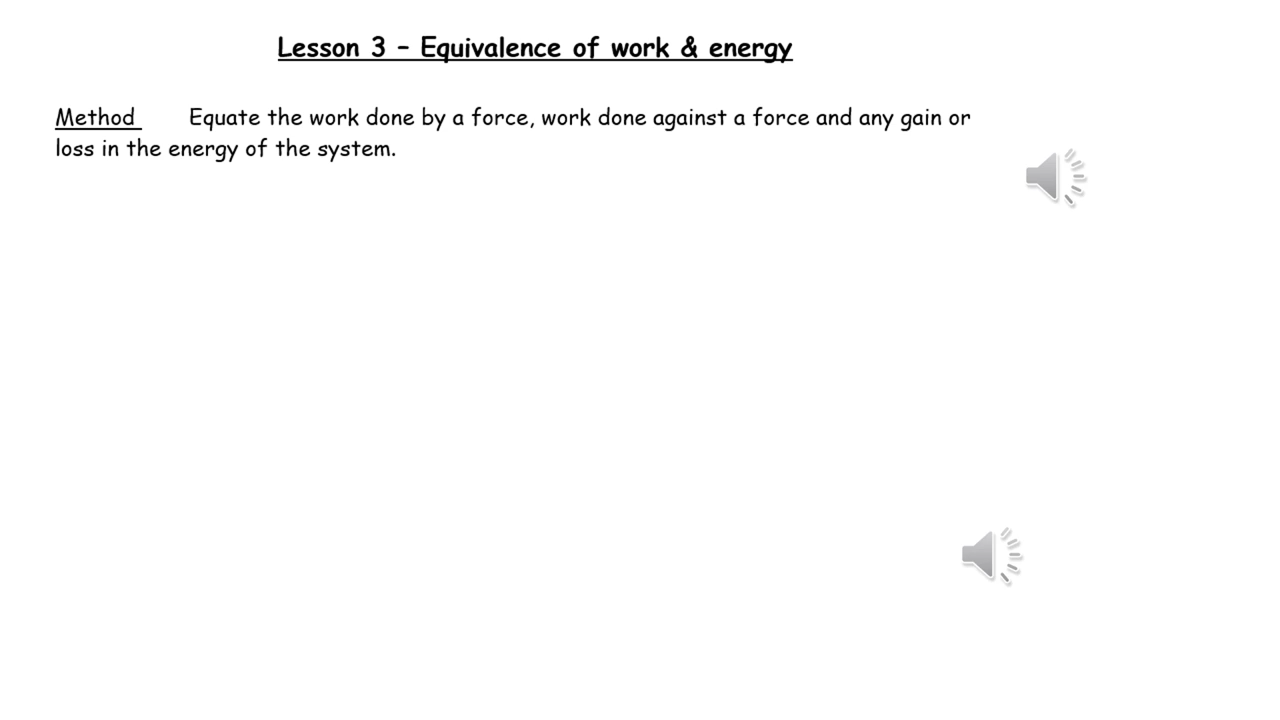 Lesson 3 – Equivalence of work & energy
Method Equate the work done by a force, work done against a force and any gain or
loss in the energy of the system.